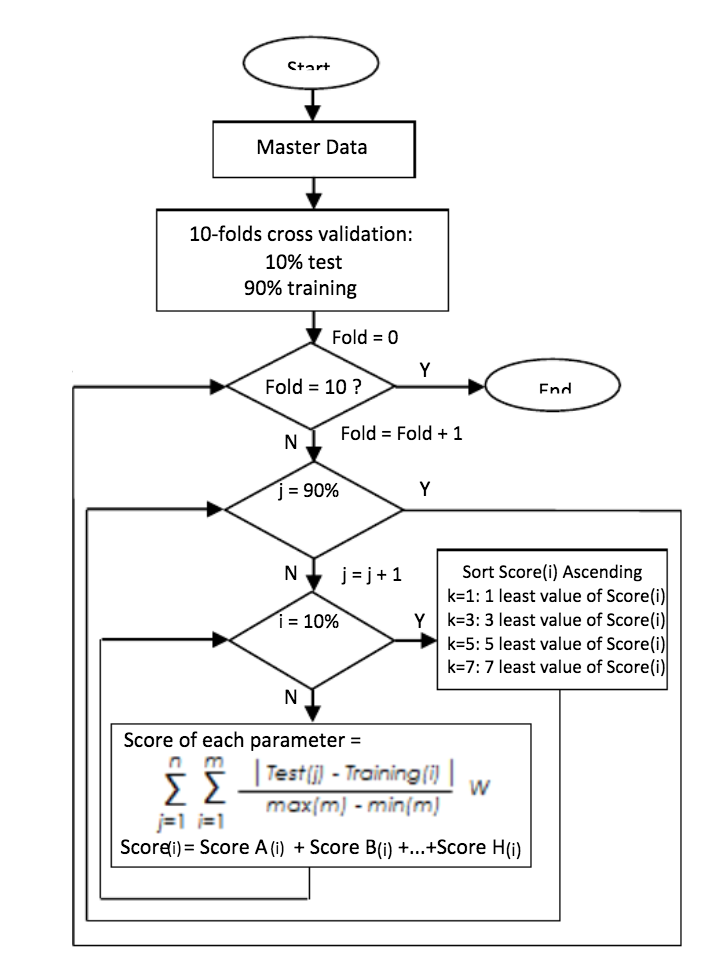 Start
Master Data
10-folds cross validation:
10% test
90% training
Fold = 0
Fold = 10 ?
Y
End
N
Fold = Fold + 1
j = 90%
Y
N
j = j + 1
i = 10%
Y
Sort Score(i) Ascending
k=1: 1 least value of Score(i)
k=3: 3 least value of Score(i)
k=5: 5 least value of Score(i)
k=7: 7 least value of Score(i)
N
Score of each parameter =
n m
∑ ∑ | Test(j) - Training(i) | W
max(m) - min(m)
j=1 i=1
Score(i) = Score A(i) + Score B(i) +...+Score H(i)